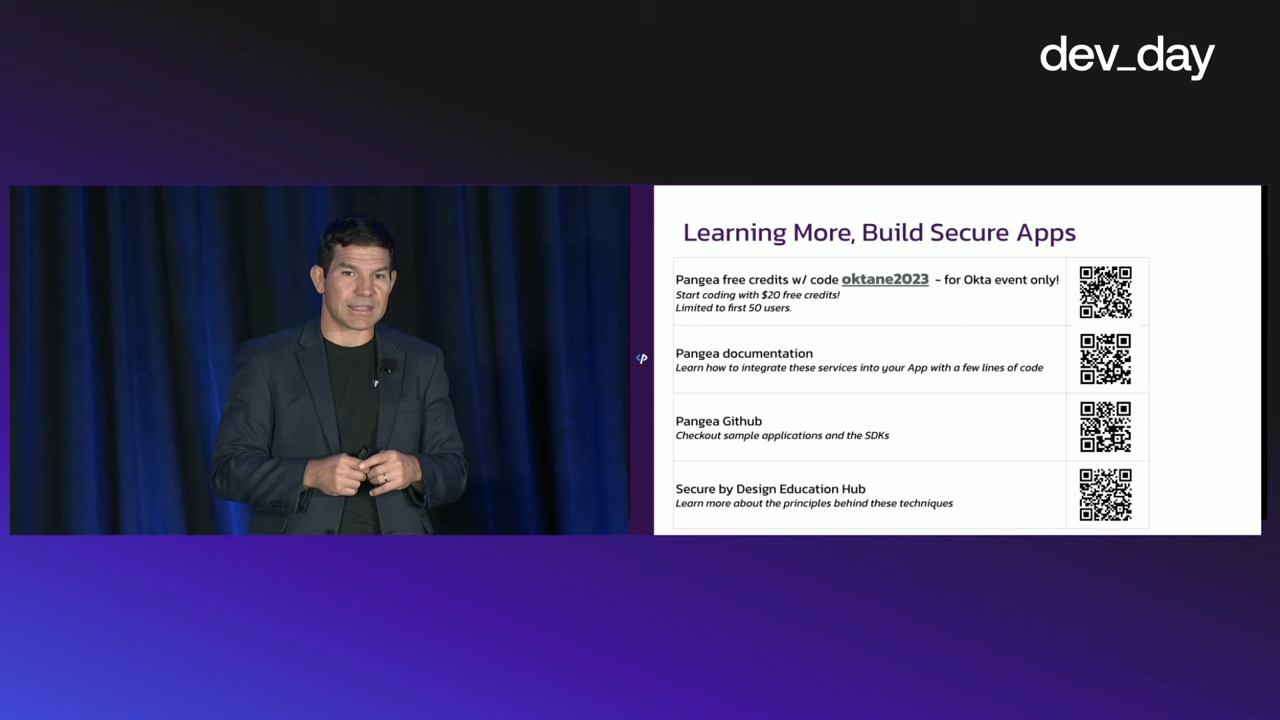 dev_day
Learning More, Build Secure Apps
Pangea free credits w/ code oktane2023 - for Okta event only!
Start coding with $20 free credits!
Limited to first 50 users.
Pangea documentation
Learn how to integrate these services into your App with a few lines of code
Pangea Github
Checkout sample applications and the SDKs
Secure by Design Education Hub
Learn more about the principles behind these techniques